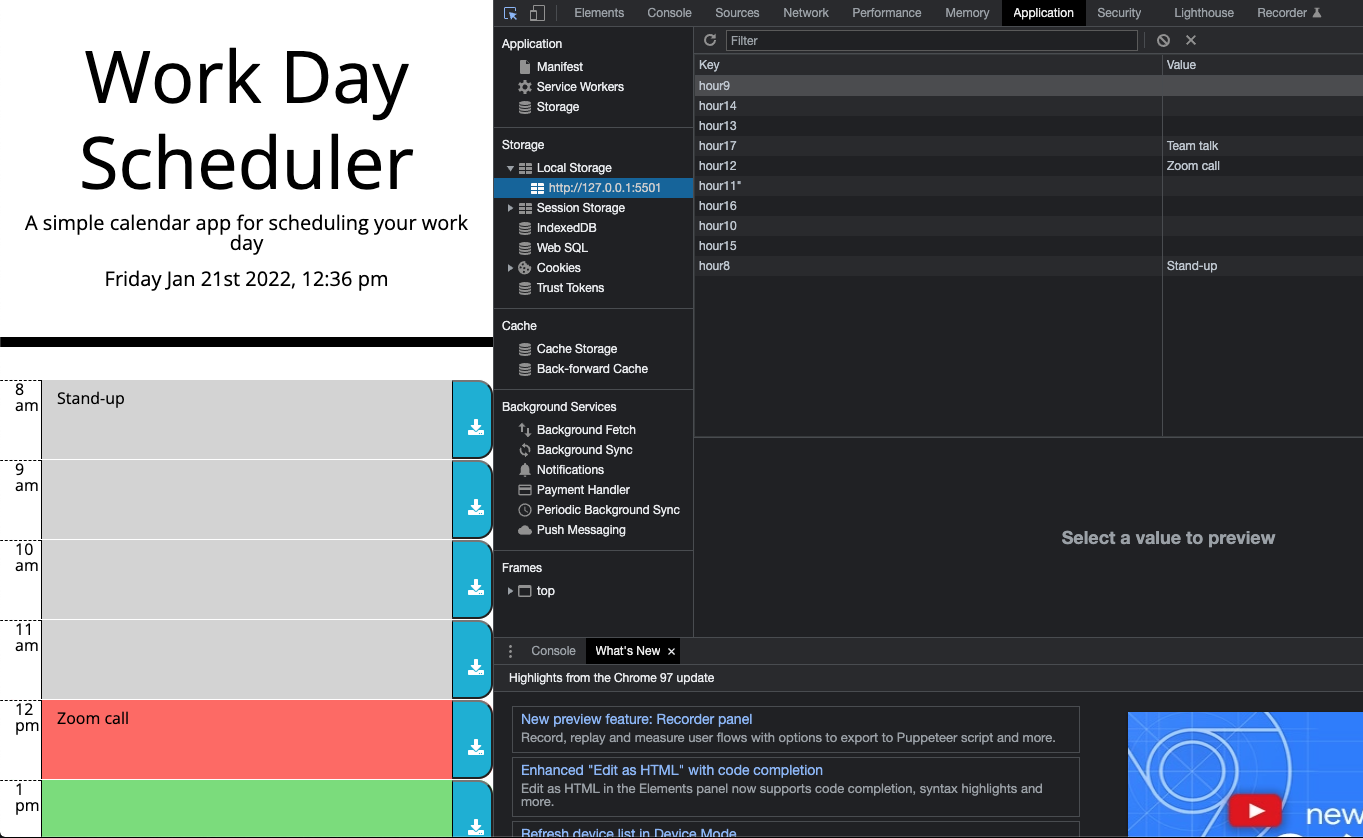 Work Day
Scheduler
A simple calendar app for scheduling your work
day
Friday Jan 21st 2022, 12:36 pm
8
am
Stand-up
9
am
10
am
11
am
12
pm
Zoom call
1
pm
Elements Console Sources Network Performance Memory Application Security Lighthouse Recorder
Application
Manifest
Service Workers
Storage
Storage
Local Storage
http://127.0.0.1:5501
Session Storage
IndexedDB
Web SQL
Cookies
Trust Tokens
Cache
Cache Storage
Back-forward Cache
Background Services
Background Fetch
Background Sync
Notifications
Payment Handler
Periodic Background Sync
Push Messaging
Frames
top
Filter
Key Value
hour9
hour14
hour13
hour17 Team talk
hour12 Zoom call
hour11"
hour16
hour10
hour15
hour8 Stand-up
Select a value to preview
Console What's New
Highlights from the Chrome 97 update
New preview feature: Recorder panel
Record, replay and measure user flows with options to export to Puppeteer script and more.
Enhanced "Edit as HTML" with code completion
Edit as HTML in the Elements panel now supports code completion, syntax highlights and
more.
Refresh device list in Device Mode
new